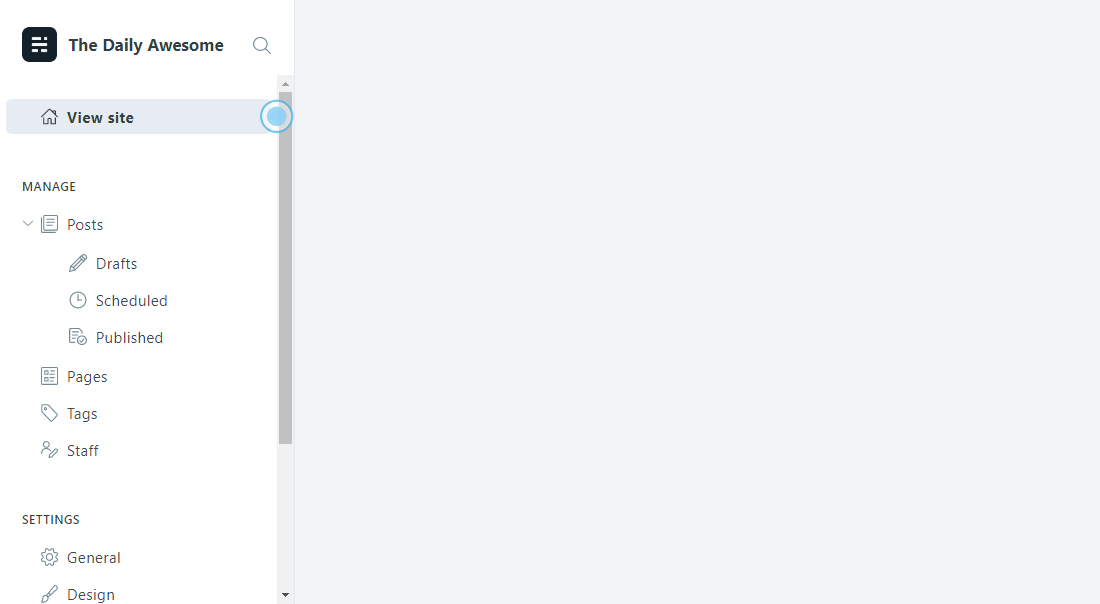 The Daily Awesome
View site
MANAGE
Posts
Drafts
Scheduled
Published
Pages
Tags
Staff
SETTINGS
General
Design